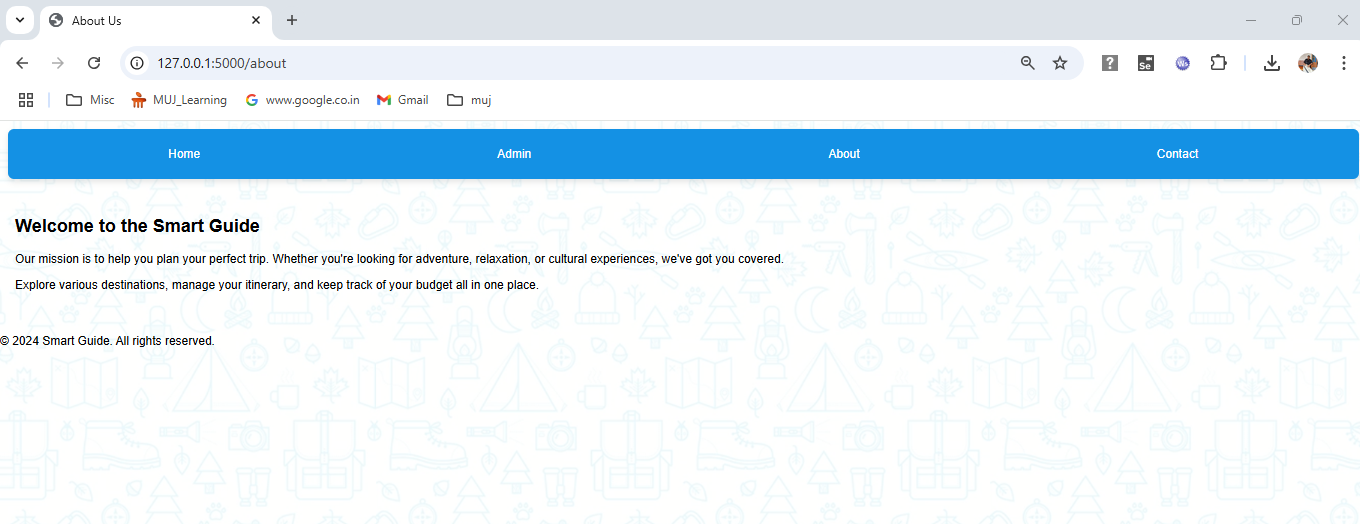 About Us
127.0.0.1:5000/about
Se
Ws
Misc MUJ_Learning www.google.co.in Gmail muj
Home Admin About Contact
Welcome to the Smart Guide
Our mission is to help you plan your perfect trip. Whether you're looking for adventure, relaxation, or cultural experiences, we've got you covered.
Explore various destinations, manage your itinerary, and keep track of your budget all in one place.
© 2024 Smart Guide. All rights reserved.